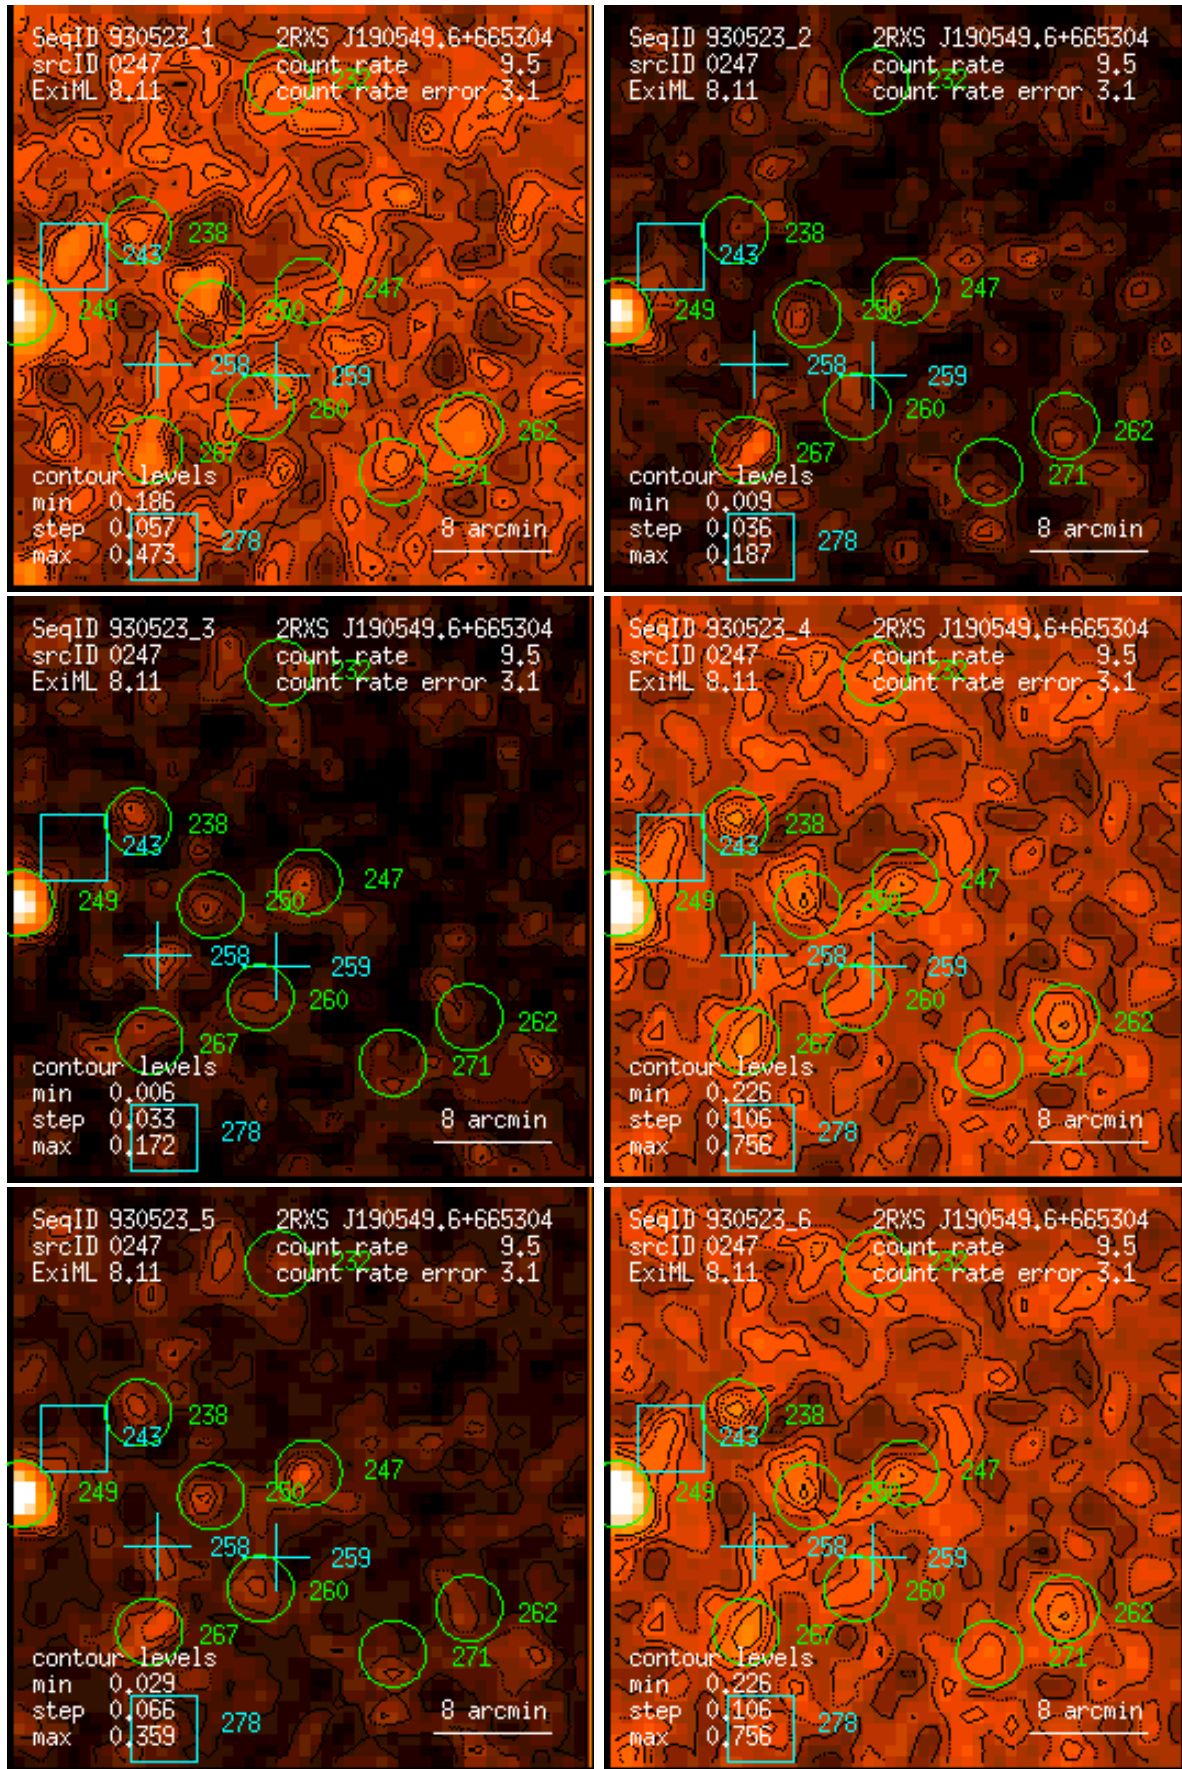 SeqID 930523_1 2RXS J190549.6+665304
srcID 0247 count rate 9.5
ExiML 8.11 count rate error 3.1
232
238
243
249 250 247
258 259
260
262
267
271
contour levels
min 0.186
step 0.057
max 0.473
278
8 arcmin
SeqID 930523_2 2RXS J190549.6+665304
srcID 0247 count rate 9.5
ExiML 8.11 count rate error 3.1
232
238
243
249 250 247
258 259
260
262
267
271
contour levels
min 0.009
step 0.036
max 0.187
278
8 arcmin
SeqID 930523_3 2RXS J190549.6+665304
srcID 0247 count rate 9.5
ExiML 8.11 count rate error 3.1
232
238
243
249 250 247
258 259
260
262
267
271
contour levels
min 0.006
step 0.033
max 0.172
278
8 arcmin
SeqID 930523_4 2RXS J190549.6+665304
srcID 0247 count rate 9.5
ExiML 8.11 count rate error 3.1
232
238
243
249 250 247
258 259
260
262
267
271
contour levels
min 0.226
step 0.106
max 0.756
278
8 arcmin
SeqID 930523_5 2RXS J190549.6+665304
srcID 0247 count rate 9.5
ExiML 8.11 count rate error 3.1
232
238
243
249 250 247
258 259
260
262
267
271
contour levels
min 0.029
step 0.066
max 0.359
278
8 arcmin
SeqID 930523_6 2RXS J190549.6+665304
srcID 0247 count rate 9.5
ExiML 8.11 count rate error 3.1
232
238
243
249 250 247
258 259
260
262
267
271
contour levels
min 0.226
step 0.106
max 0.756
278
8 arcmin